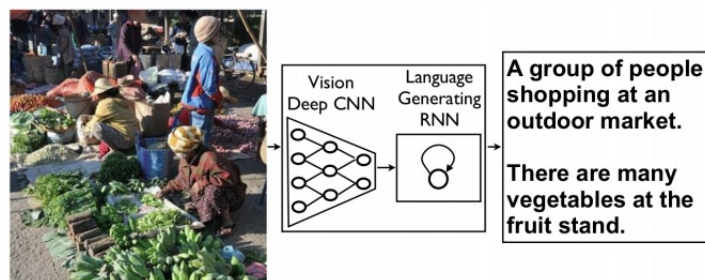 Vision
Deep CNN
Language
Generating
RNN
A group of people
shopping at an
outdoor market.
There are many
vegetables at the
fruit stand.